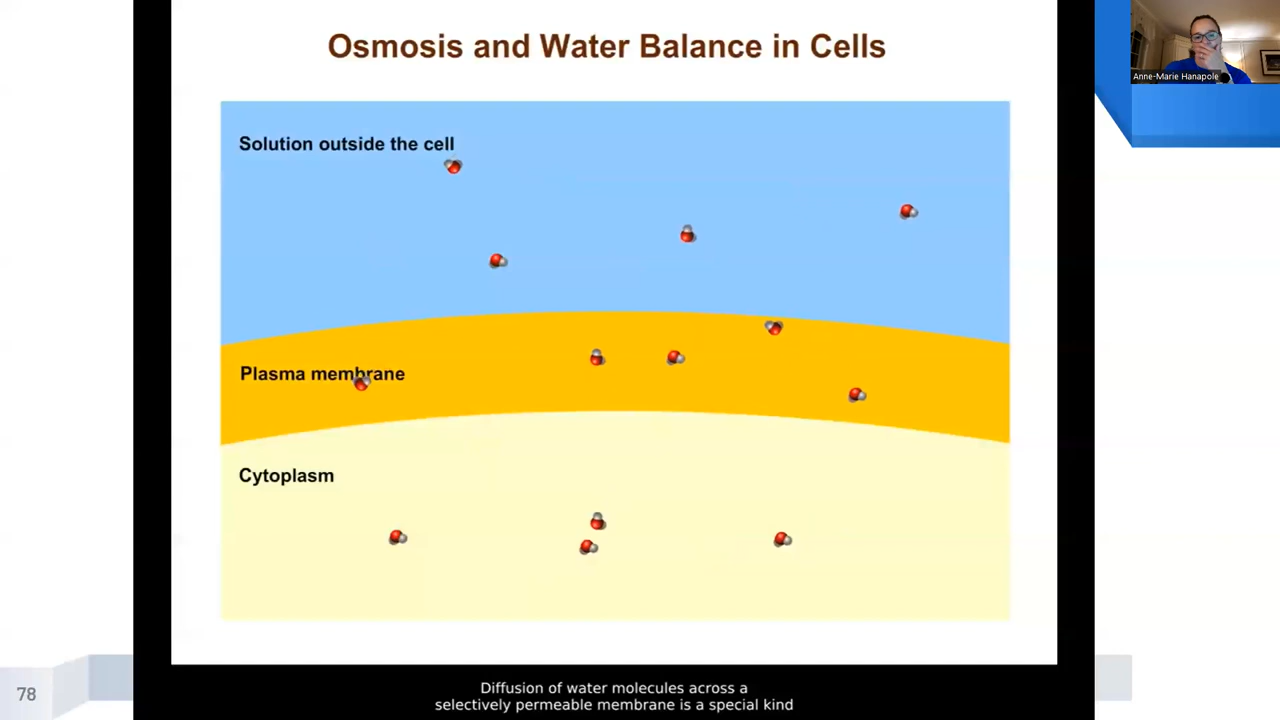 Osmosis and Water Balance in Cells
Anne-Marie Hanapole
Solution outside the cell
Plasma membrane
Cytoplasm
78
Diffusion of water molecules across a
selectively permeable membrane is a special kind